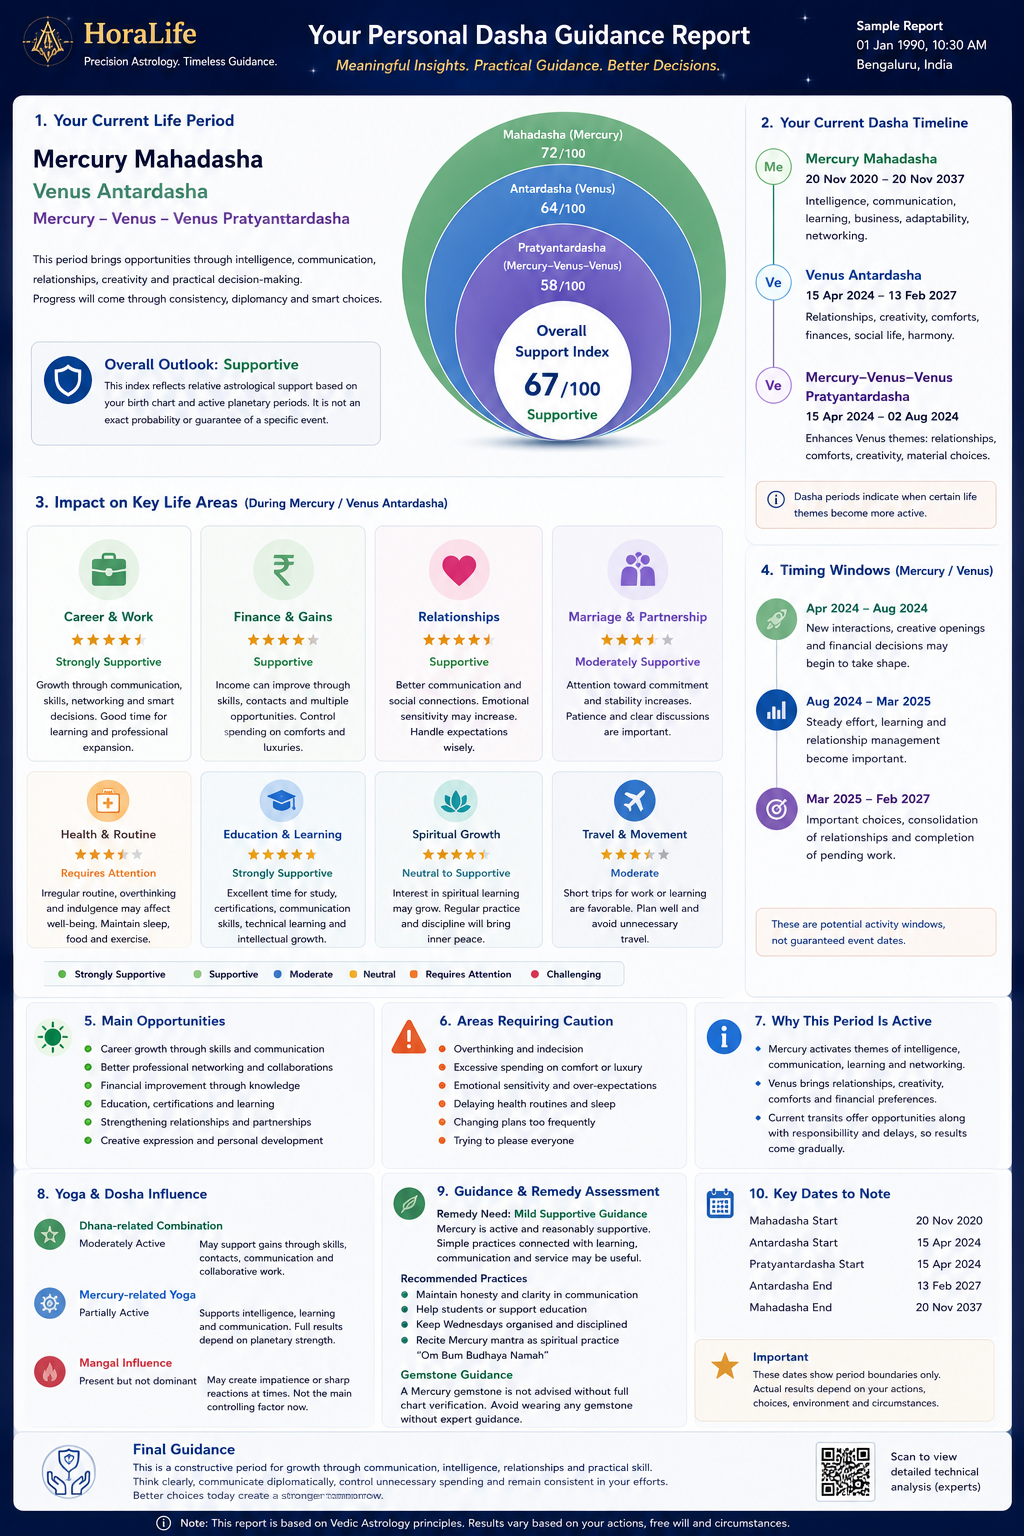 HoraLife
Precision Astrology. Timeless Guidance.
Your Personal Dasha Guidance Report
Meaningful Insights. Practical Guidance. Better Decisions.
Sample Report
01 Jan 1990, 10:30 AM
Bengaluru, India
1. Your Current Life Period
Mercury Mahadasha
Venus Antardasha
Mercury – Venus – Venus Pratyanttardasha
This period brings opportunities through intelligence, communication,
relationships, creativity and practical decision-making.
Progress will come through consistency, diplomancy and smart choices.
Overall Outlook: Supportive
This index reflects relative astrological support based on
your birth chart and active planetary periods. It is not an
exact probability or guarantee of a specific event.
Mahadasha (Mercury)
72/100
Antardasha (Venus)
64/100
Pratyantardasha
(Mercury–Venus–Venus)
58/100
Overall
Support Index
67/100
Supportive
2. Your Current Dasha Timeline
Me
Mercury Mahadasha
20 Nov 2020 – 20 Nov 2037
Intelligence, communication,
learning, business, adaptability,
networking.
Ve
Venus Antardasha
15 Apr 2024 – 13 Feb 2027
Relationships, creativity, comforts,
finances, social life, harmony.
Ve
Mercury–Venus–Venus
Pratyantardasha
15 Apr 2024 – 02 Aug 2024
Enhances Venus themes: relationships,
comforts, creativity, material choices.
Dasha periods indicate when certain life
themes become more active.
3. Impact on Key Life Areas (During Mercury / Venus Antardasha)
Career & Work
Strongly Supportive
Growth through communication,
skills, networking and smart
decisions. Good time for
learning and professional
expansion.
₹
Finance & Gains
Supportive
Income can improve through
skills, contacts and multiple
opportunities. Control
spending on comforts and
luxuries.
Relationships
Supportive
Better communication and
social connections. Emotional
sensitivity may increase.
Handle expectations
wisely.
Marriage & Partnership
Moderately Supportive
Attention toward commitment
and stability increases.
Patience and clear discussions
are important.
Health & Routine
Requires Attention
Irregular routine, overthinking
and indulgence may affect
well-being. Maintain sleep,
food and exercise.
Education & Learning
Strongly Supportive
Excellent time for study,
certifications, communication
skills, technical learning and
intellectual growth.
Spiritual Growth
Neutral to Supportive
Interest in spiritual learning
may grow. Regular practice
and discipline will bring
inner peace.
Travel & Movement
Moderate
Short trips for work or learning
are favorable. Plan well and
avoid unnecessary
travel.
Strongly Supportive
Supportive
Moderate
Neutral
Requires Attention
Challenging
4. Timing Windows (Mercury / Venus)
Apr 2024 – Aug 2024
New interactions, creative openings
and financial decisions may
begin to take shape.
Aug 2024 – Mar 2025
Steady effort, learning and
relationship management
become important.
Mar 2025 – Feb 2027
Important choices, consolidation
of relationships and completion
of pending work.
These are potential activity windows,
not guaranteed event dates.
5. Main Opportunities
Career growth through skills and communication
Better professional networking and collaborations
Financial improvement through knowledge
Education, certifications and learning
Strengthening relationships and partnerships
Creative expression and personal development
6. Areas Requiring Caution
Overthinking and indecision
Excessive spending on comfort or luxury
Emotional sensitivity and over-expectations
Delaying health routines and sleep
Changing plans too frequently
Trying to please everyone
7. Why This Period Is Active
Mercury activates themes of intelligence,
communication, learning and networking.
Venus brings relationships, creativity,
comforts and financial preferences.
Current transits offer opportunities along
with responsibility and delays, so results
come gradually.
8. Yoga & Dosha Influence
Dhana-related Combination
Moderately Active
May support gains through skills,
contacts, communication and
collaborative work.
Mercury-related Yoga
Partially Active
Supports intelligence, learning
and communication. Full results
depend on planetary strength.
Mangal Influence
Present but not dominant
May create impatience or sharp
reactions at times. Not the main
controlling factor now.
9. Guidance & Remedy Assessment
Remedy Need: Mild Supportive Guidance
Mercury is active and reasonably supportive.
Simple practices connected with learning,
communication and service may be useful.
Recommended Practices
Maintain honesty and clarity in communication
Help students or support education
Keep Wednesdays organised and disciplined
Recite Mercury mantra as spiritual practice
"Om Bum Budhaya Namah"
Gemstone Guidance
A Mercury gemstone is not advised without full
chart verification. Avoid wearing any gemstone
without expert guidance.
10. Key Dates to Note
Mahadasha Start 20 Nov 2020
Antardasha Start 15 Apr 2024
Pratyantardasha Start 15 Apr 2024
Antardasha End 13 Feb 2027
Mahadasha End 20 Nov 2037
Important
These dates show period boundaries only.
Actual results depend on your actions,
choices, environment and circumstances.
Final Guidance
This is a constructive period for growth through communication, intelligence, relationships and practical skill.
Think clearly, communicate diplomatically, control unnecessary spending and remain consistent in your efforts.
Better choices today create a stronger
Scan to view
detailed technical
analysis (experts)
Note: This report is based on Vedic Astrology principles. Results vary based on your actions, free will and circumstances.